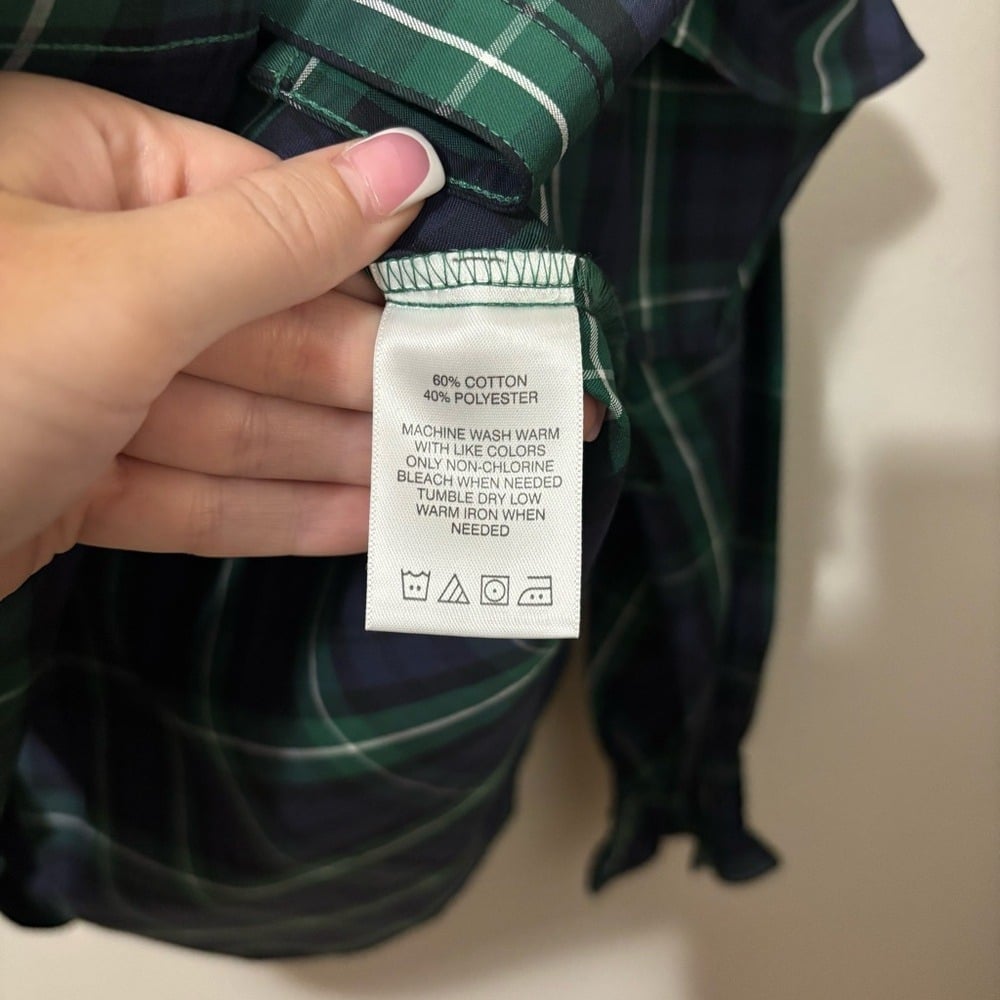 60% COTTON
40% POLYESTER
MACHINE WASH WARM
WITH LIKE COLORS
ONLY NON-CHLORINE
BLEACH WHEN NEEDED
TUMBLE DRY LOW
WARM IRON WHEN
NEEDED